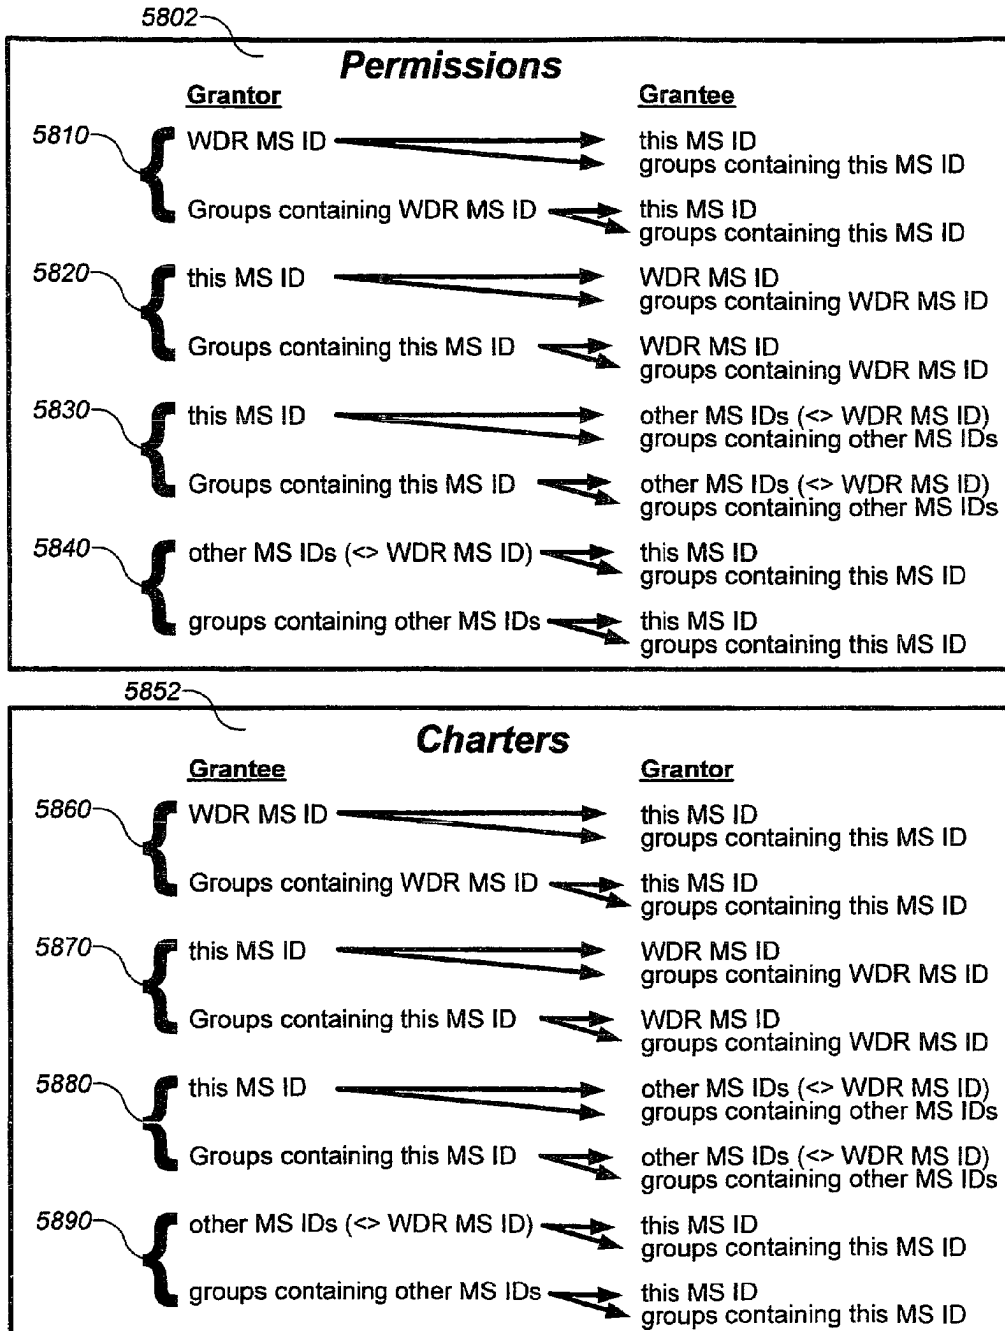 5802
Permissions
Grantor Grantee
5810 WDR MS ID this MS ID
groups containing this MS ID
Groups containing WDR MS ID this MS ID
groups containing this MS ID
5820 this MS ID WDR MS ID
groups containing WDR MS ID
Groups containing this MS ID WDR MS ID
groups containing WDR MS ID
5830 this MS ID other MS IDs (<> WDR MS ID)
groups containing other MS IDs
Groups containing this MS ID other MS IDs (<> WDR MS ID)
groups containing other MS IDs
5840 other MS IDs (<> WDR MS ID) this MS ID
groups containing this MS ID
groups containing other MS IDs this MS ID
groups containing this MS ID
5852
Charters
Grantee Grantor
5860 WDR MS ID this MS ID
groups containing this MS ID
Groups containing WDR MS ID this MS ID
groups containing this MS ID
5870 this MS ID WDR MS ID
groups containing WDR MS ID
Groups containing this MS ID WDR MS ID
groups containing WDR MS ID
5880 this MS ID other MS IDs (<> WDR MS ID)
groups containing other MS IDs
Groups containing this MS ID other MS IDs (<> WDR MS ID)
groups containing other MS IDs
5890 other MS IDs (<> WDR MS ID) this MS ID
groups containing this MS ID
groups containing other MS IDs this MS ID
groups containing this MS ID